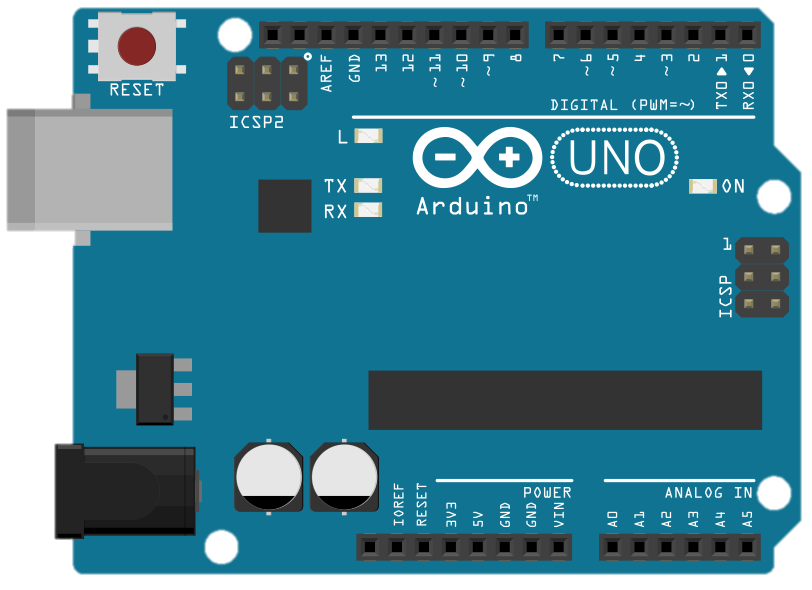 RESET
ICSP2
AREF
GND
13
12
~11
~10
~9
8
7
~6
~5
4
~3
2
TX0▶1
RX0◀0
DIGITAL (PWM=~)
L
TX
RX
Arduino™
UNO
ON
1
ICSP
POWER
ANALOG IN
IOREF
RESET
3V3
5V
GND
GND
VIN
A0
A1
A2
A3
A4
A5